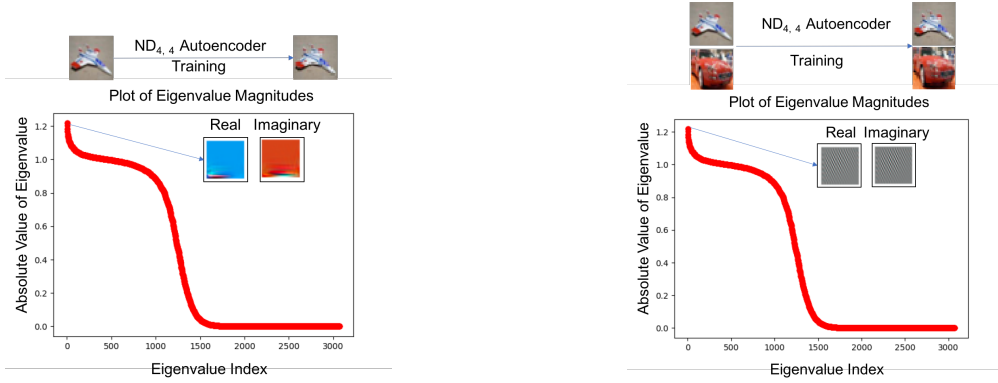 ND4, 4 Autoencoder
Training
Plot of Eigenvalue Magnitudes
Absolute Value of Eigenvalue
1.2
1.0
0.8
0.6
0.4
0.2
0.0
Real Imaginary
0 500 1000 1500 2000 2500 3000
Eigenvalue Index
ND4, 4 Autoencoder
Training
Plot of Eigenvalue Magnitudes
Absolute Value of Eigenvalue
1.2
1.0
0.8
0.6
0.4
0.2
0.0
Real Imaginary
0 500 1000 1500 2000 2500 3000
Eigenvalue Index